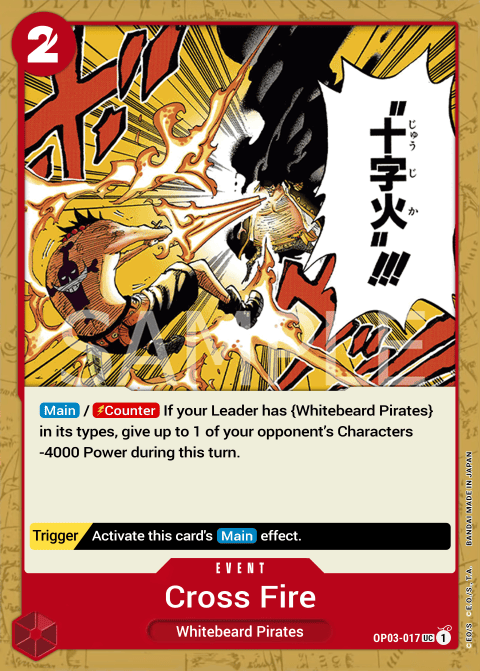 2
"十字火"!!!
じゅうじか
SAMPLE
Main / Counter If your Leader has {Whitebeard Pirates}
in its types, give up to 1 of your opponent's Characters
-4000 Power during this turn.
Trigger Activate this card's Main effect.
EVENT
Cross Fire
Whitebeard Pirates
OP03-017 UC 1
©E.O./S. ©E.O./S.,T.A. BANDAI MADE IN JAPAN